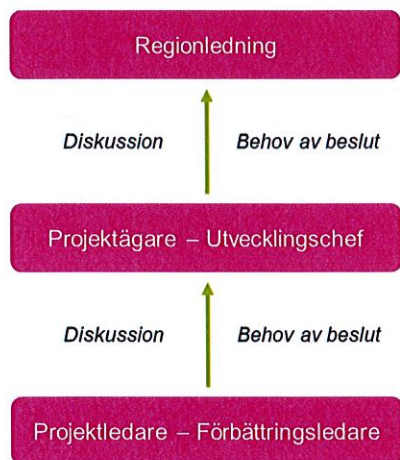 Regionledning
Diskussion Behov av beslut
Projektägare – Utvecklingschef
Diskussion Behov av beslut
Projektledare – Förbättringsledare